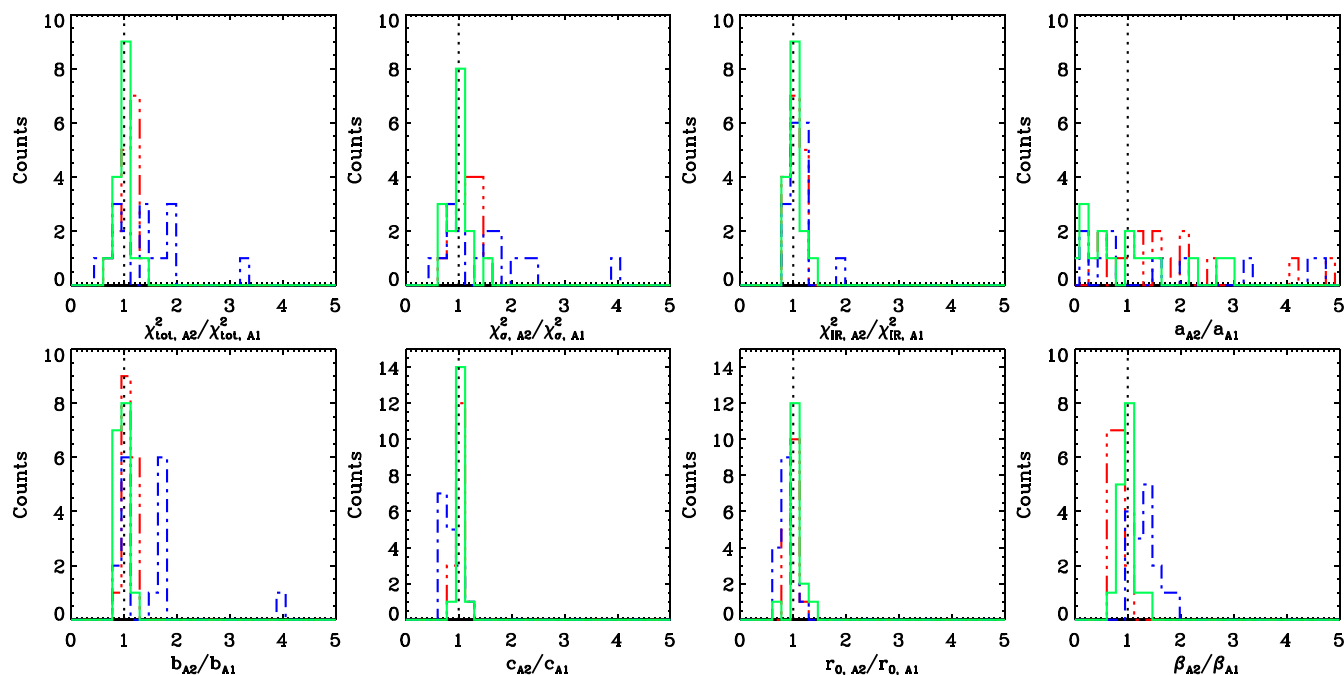 10 10 10 10
8 8 8 8
6 6 6 6
Counts Counts Counts Counts
4 4 4 4
2 2 2 2
0 0 0 0
0 1 2 3 4 5 0 1 2 3 4 5 0 1 2 3 4 5 0 1 2 3 4 5
χ²tot, A2/χ²tot, A1 χ²σ, A2/χ²σ, A1 χ²IR, A2/χ²IR, A1 aA2/aA1
10 14 14 10
8 12 12 8
6 10 10 6
Counts Counts Counts Counts
4 8 8 4
2 6 6 2
0 4 4 0
2 2
0 0
0 1 2 3 4 5 0 1 2 3 4 5 0 1 2 3 4 5 0 1 2 3 4 5
bA2/bA1 cA2/cA1 r0, A2/r0, A1 βA2/βA1